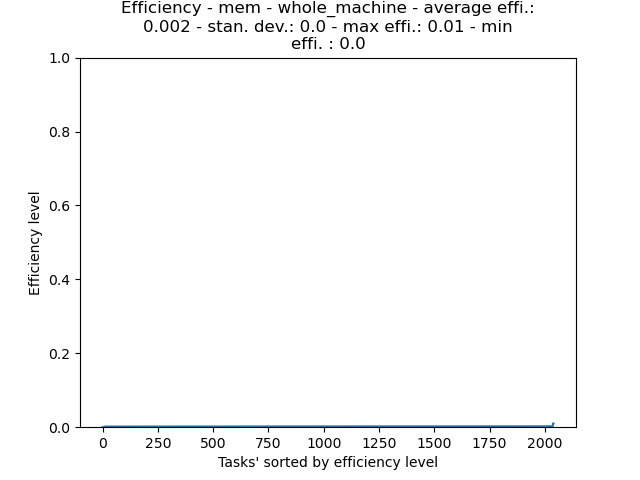 Efficiency - mem - whole_machine - average effi.:
0.002 - stan. dev.: 0.0 - max effi.: 0.01 - min
effi. : 0.0
1.0
0.8
0.6
0.4
0.2
0.0
Efficiency level
0 250 500 750 1000 1250 1500 1750 2000
Tasks' sorted by efficiency level